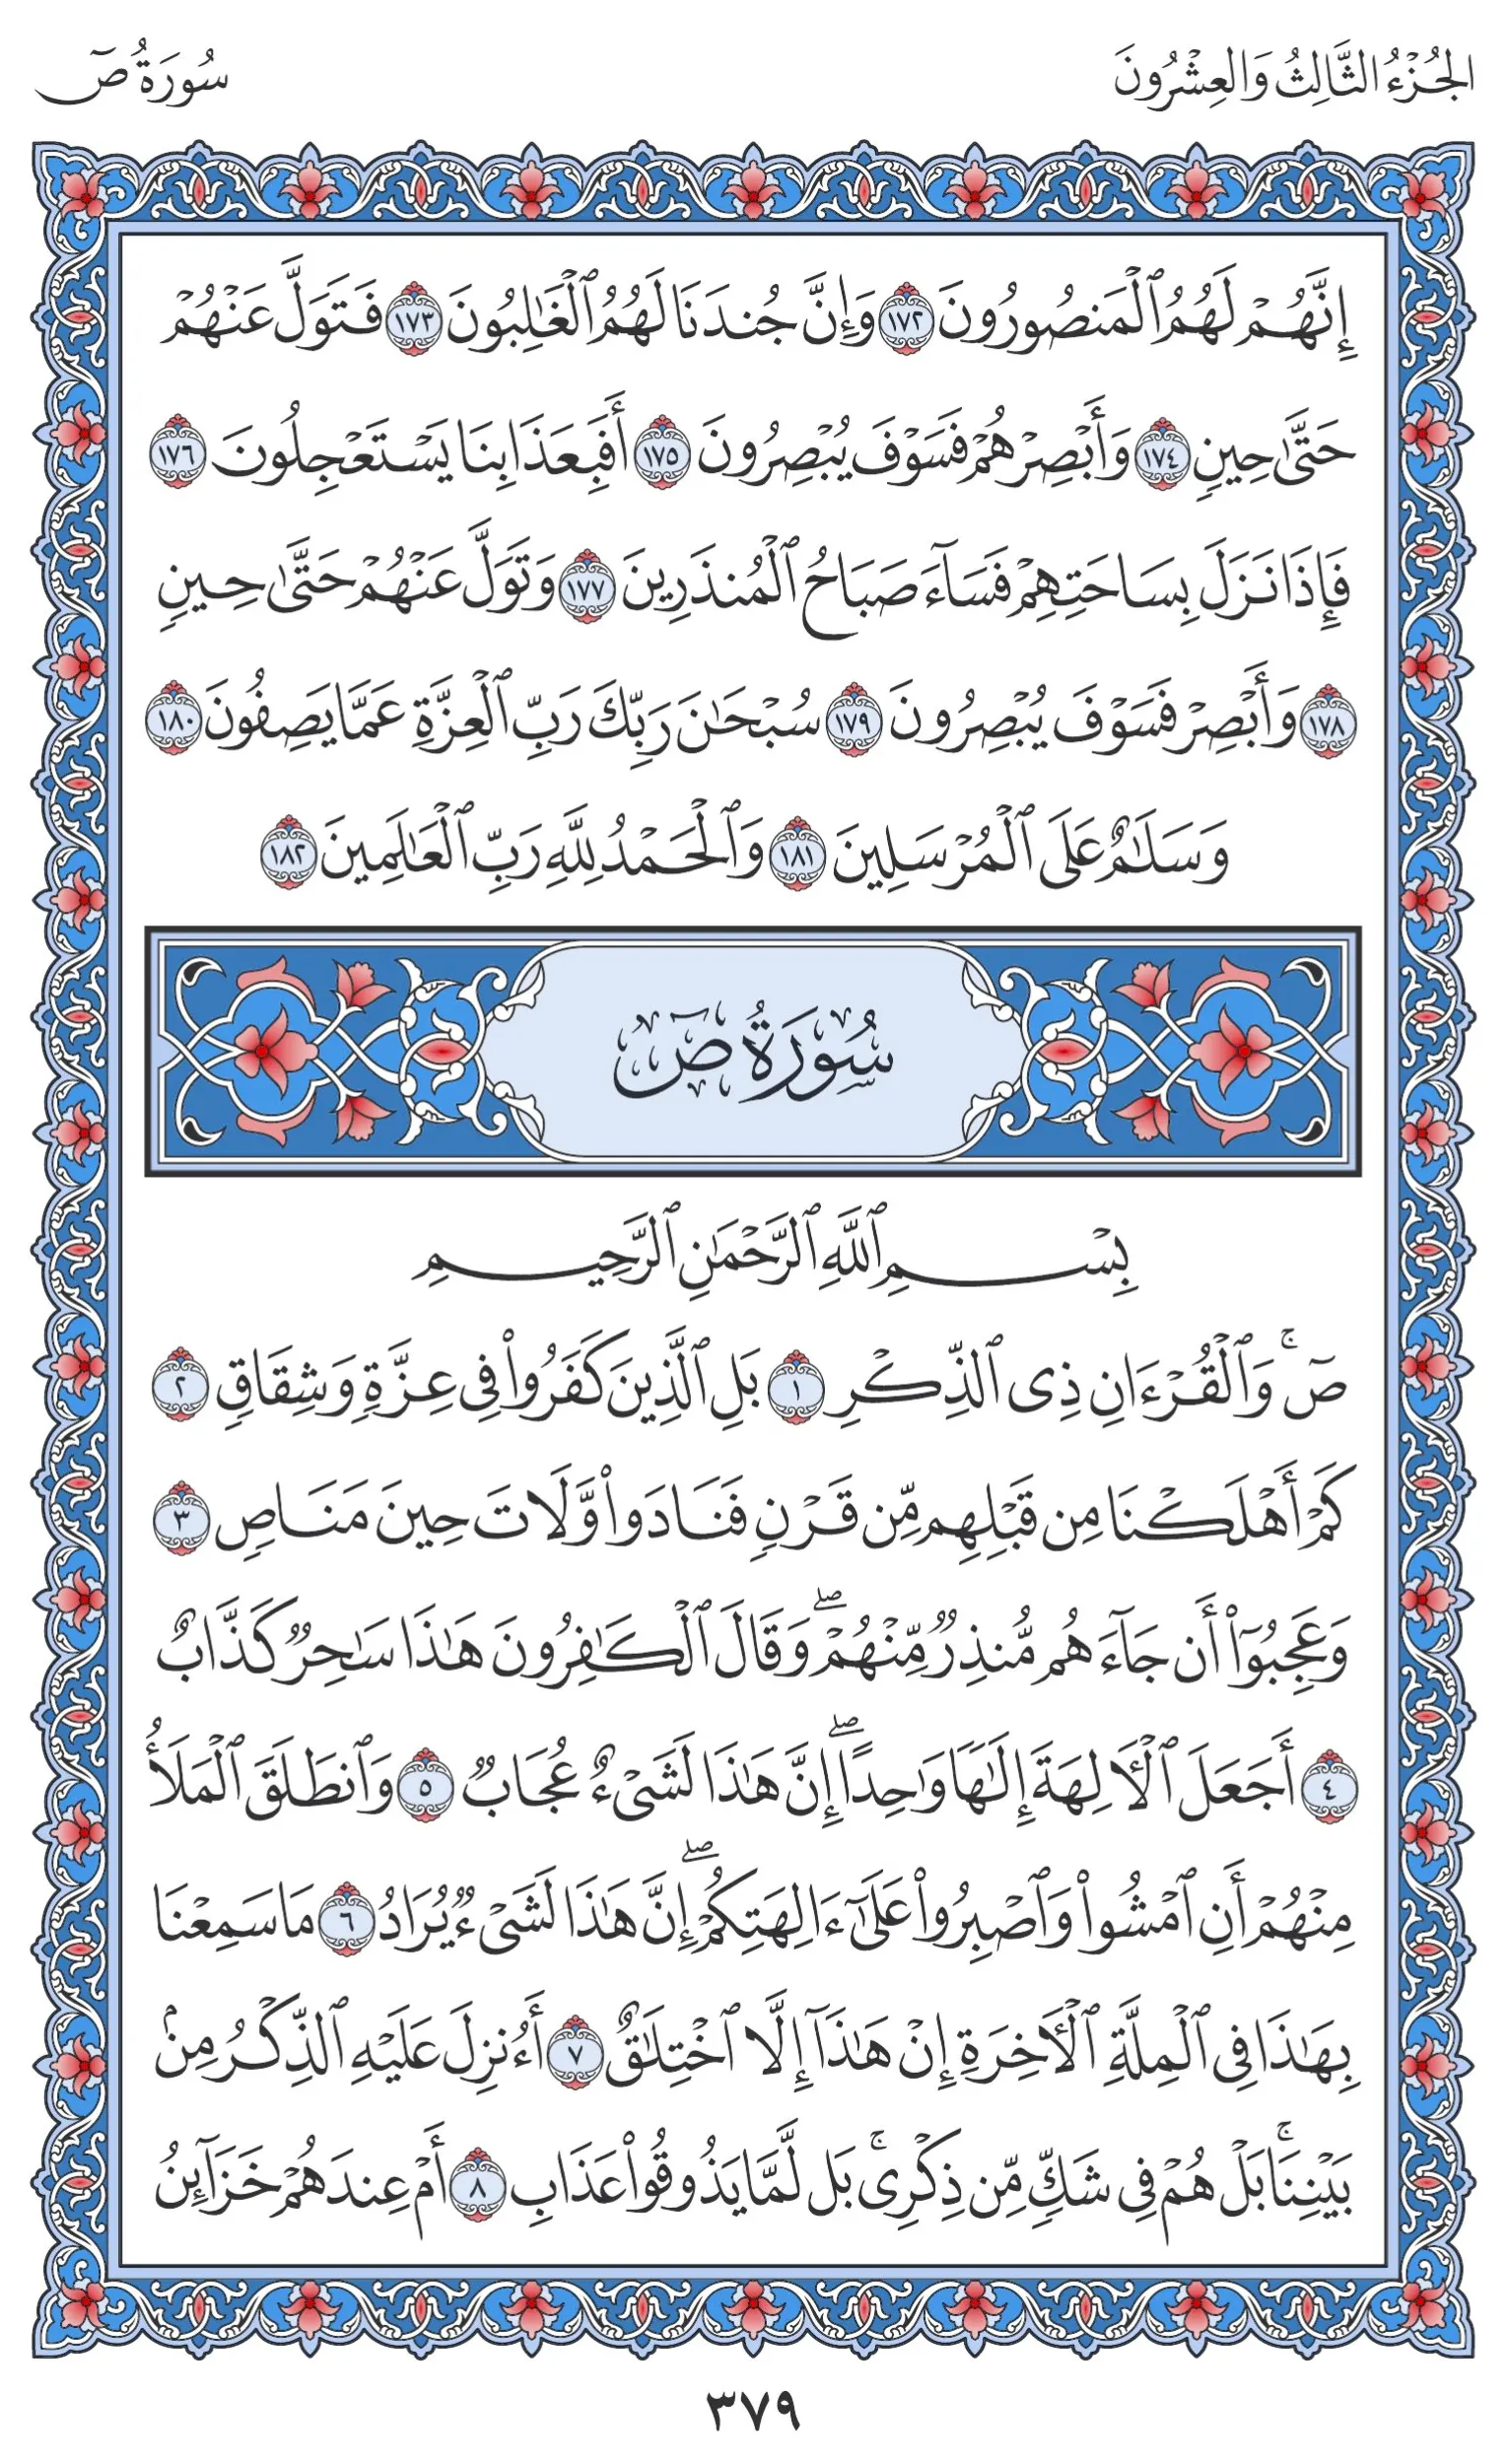 الجُزْءُ الثَّالِثُ وَالعِشْرُونَ
سُورَةُ صٓ
إِنَّهُمْ لَهُمُ ٱلْمَنصُورُونَ ١٧٢ وَإِنَّ جُندَنَا لَهُمُ ٱلْغَٰلِبُونَ ١٧٣ فَتَوَلَّ عَنْهُمْ
حَتَّىٰ حِينٍ ١٧٤ وَأَبْصِرْهُمْ فَسَوْفَ يُبْصِرُونَ ١٧٥ أَفَبِعَذَابِنَا يَسْتَعْجِلُونَ ١٧٦
فَإِذَا نَزَلَ بِسَاحَتِهِمْ فَسَآءَ صَبَاحُ ٱلْمُنذَرِينَ ١٧٧ وَتَوَلَّ عَنْهُمْ حَتَّىٰ حِينٍ
١٧٨ وَأَبْصِرْ فَسَوْفَ يُبْصِرُونَ ١٧٩ سُبْحَٰنَ رَبِّكَ رَبِّ ٱلْعِزَّةِ عَمَّا يَصِفُونَ ١٨٠
وَسَلَٰمٌ عَلَى ٱلْمُرْسَلِينَ ١٨١ وَٱلْحَمْدُ لِلَّهِ رَبِّ ٱلْعَٰلَمِينَ ١٨٢
سُورَةُ صٓ
بِسْمِ ٱللَّهِ ٱلرَّحْمَٰنِ ٱلرَّحِيمِ
صٓۚ وَٱلْقُرْءَانِ ذِى ٱلذِّكْرِ ١ بَلِ ٱلَّذِينَ كَفَرُوا۟ فِى عِزَّةٍ وَشِقَاقٍ ٢
كَمْ أَهْلَكْنَا مِن قَبْلِهِم مِّن قَرْنٍ فَنَادَوا۟ وَّلَاتَ حِينَ مَنَاصٍ ٣
وَعَجِبُوٓا۟ أَن جَآءَهُم مُّنذِرٌ مِّنْهُمْۖ وَقَالَ ٱلْكَٰفِرُونَ هَٰذَا سَٰحِرٌ كَذَّابٌ
٤ أَجَعَلَ ٱلْـَٔالِهَةَ إِلَٰهًا وَٰحِدًاۖ إِنَّ هَٰذَا لَشَىْءٌ عُجَابٌ ٥ وَٱنطَلَقَ ٱلْمَلَأُ
مِنْهُمْ أَنِ ٱمْشُوا۟ وَٱصْبِرُوا۟ عَلَىٰٓ ءَالِهَتِكُمْۖ إِنَّ هَٰذَا لَشَىْءٌ يُرَادُ ٦ مَا سَمِعْنَا
بِهَٰذَا فِى ٱلْمِلَّةِ ٱلْـَٔاخِرَةِ إِنْ هَٰذَآ إِلَّا ٱخْتِلَٰقٌ ٧ أَءُنزِلَ عَلَيْهِ ٱلذِّكْرُ مِنۢ
بَيْنِنَاۚ بَلْ هُمْ فِى شَكٍّ مِّن ذِكْرِىۚ بَل لَّمَّا يَذُوقُوا۟ عَذَابِ ٨ أَمْ عِندَهُمْ خَزَآئِنُ
٣٧٩